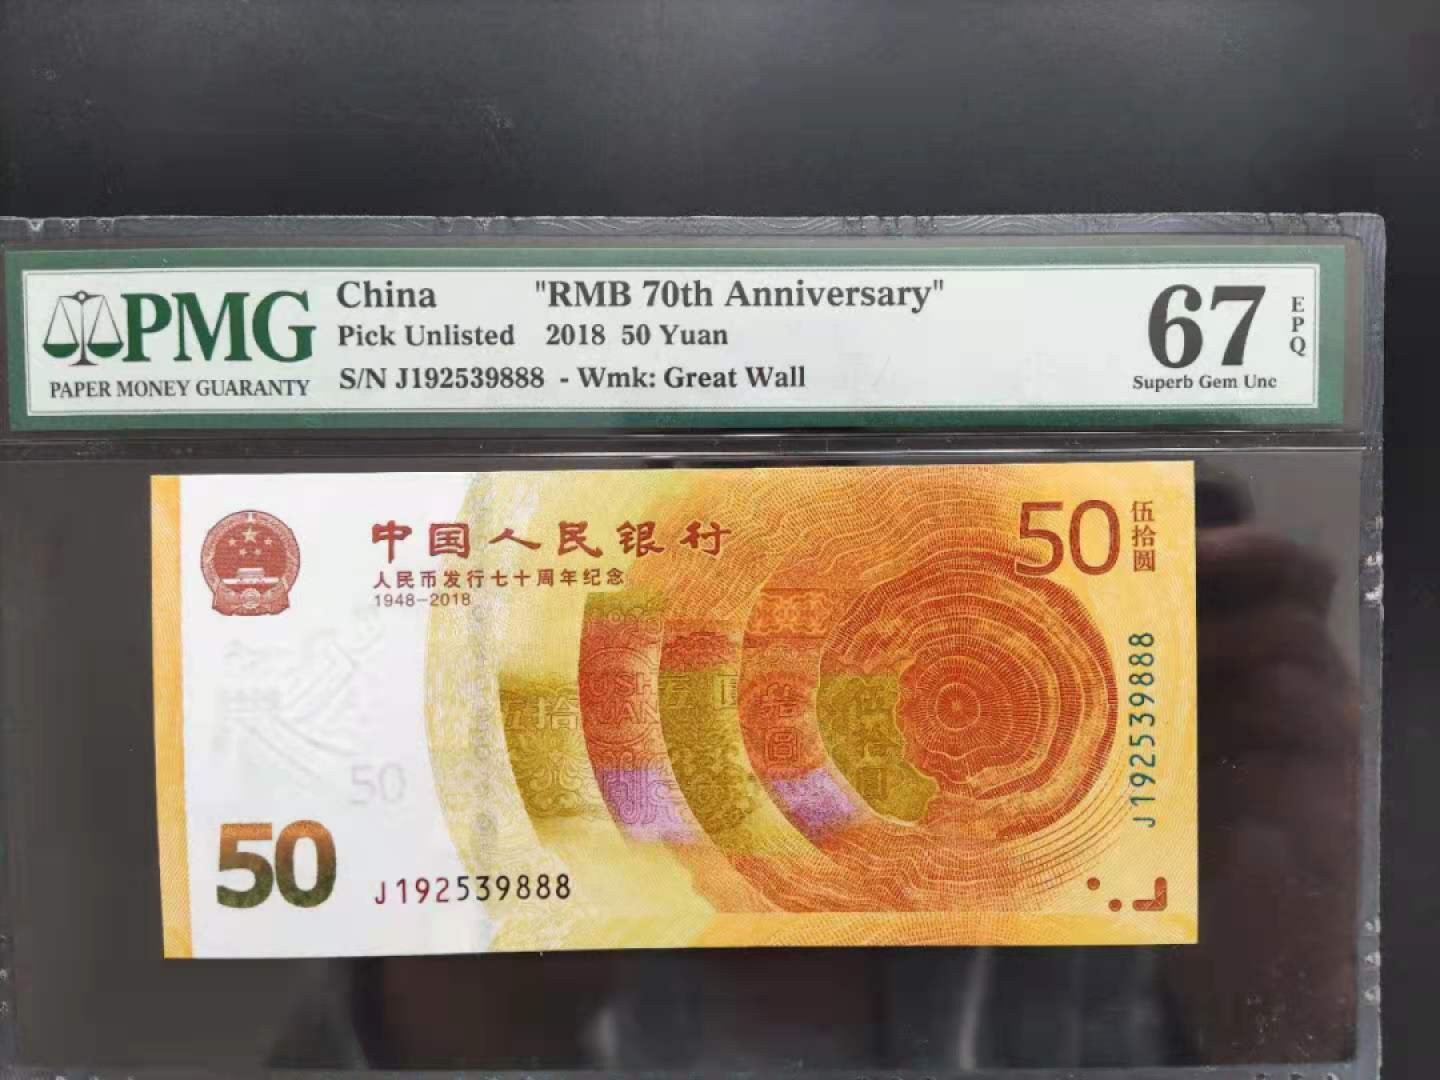 PMG
PAPER MONEY GUARANTY
China "RMB 70th Anniversary"
Pick Unlisted 2018 50 Yuan
S/N J192539888 - Wmk: Great Wall
67
EPQ
Superb Gem Unc
中国人民银行
人民币发行七十周年纪念
1948-2018
50
伍拾圆
J192539888
50
50
J192539888